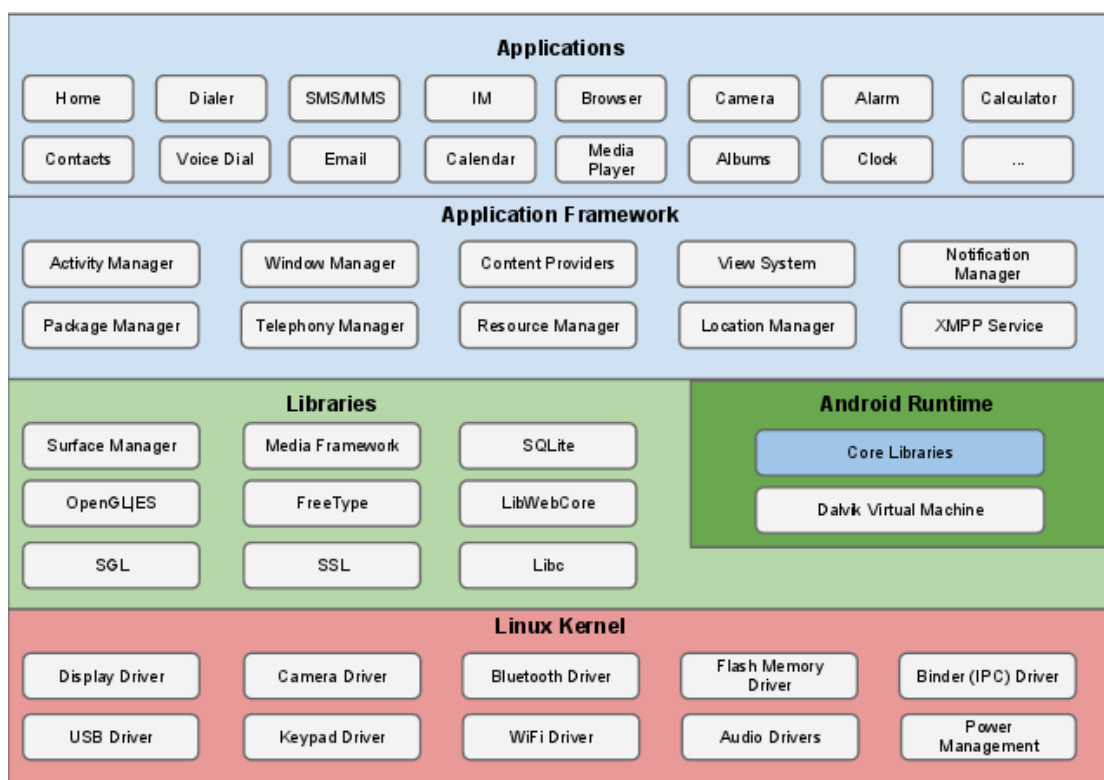 Applications
Home
Dialer
SMS/MMS
IM
Browser
Camera
Alarm
Calculator
Contacts
Voice Dial
Email
Calendar
Media
Player
Albums
Clock
...
Application Framework
Activity Manager
Window Manager
Content Providers
View System
Notification
Manager
Package Manager
Telephony Manager
Resource Manager
Location Manager
XMPP Service
Libraries
Surface Manager
Media Framework
SQLite
OpenGL|ES
FreeType
LibWebCore
SGL
SSL
Libc
Android Runtime
Core Libraries
Dalvik Virtual Machine
Linux Kernel
Display Driver
Camera Driver
Bluetooth Driver
Flash Memory
Driver
Binder (IPC) Driver
USB Driver
Keypad Driver
WiFi Driver
Audio Drivers
Power
Management